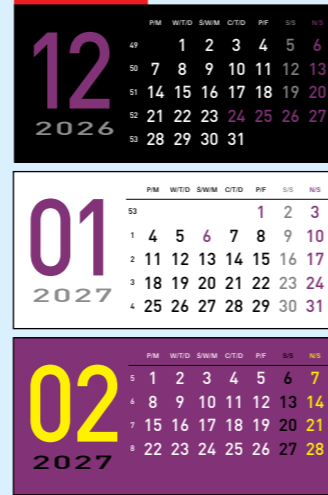 12
2026
P/M W/T/D S/W/M C/T/D P/F S/S N/S
49 1 2 3 4 5 6
50 7 8 9 10 11 12 13
51 14 15 16 17 18 19 20
52 21 22 23 24 25 26 27
53 28 29 30 31
01
2027
P/M W/T/D S/W/M C/T/D P/F S/S N/S
53 1 2 3
1 4 5 6 7 8 9 10
2 11 12 13 14 15 16 17
3 18 19 20 21 22 23 24
4 25 26 27 28 29 30 31
02
2027
P/M W/T/D S/W/M C/T/D P/F S/S N/S
5 1 2 3 4 5 6 7
6 8 9 10 11 12 13 14
7 15 16 17 18 19 20 21
8 22 23 24 25 26 27 28